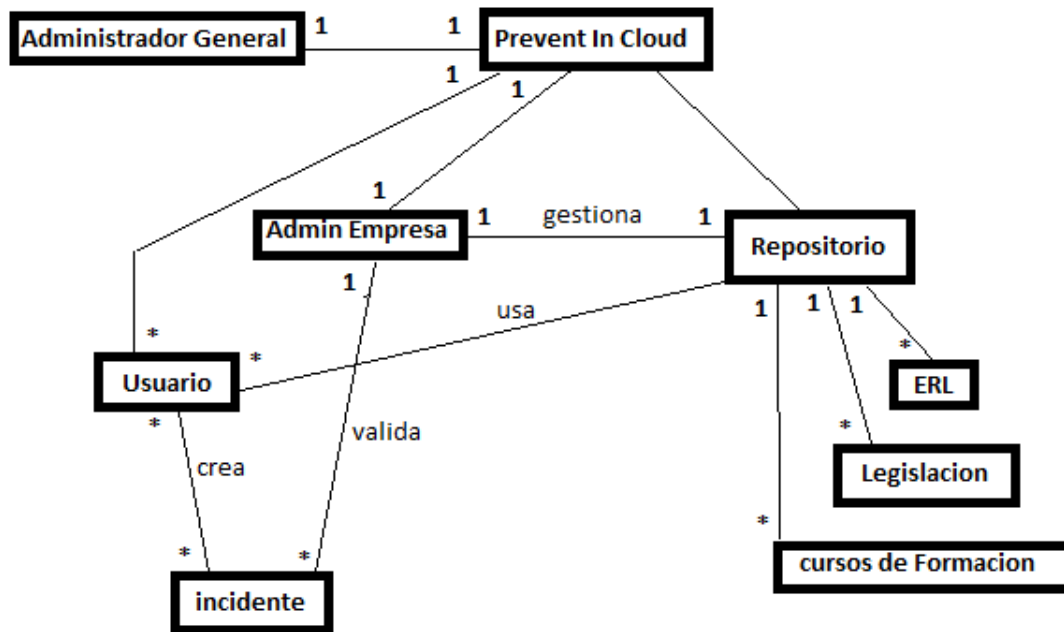 Administrador General
1
1
Prevent In Cloud
1
1
1
Admin Empresa
1
gestiona
1
Repositorio
1
usa
1
1
1
*
*
*
Usuario
ERL
*
valida
*
crea
Legislacion
*
*
*
cursos de Formacion
incidente